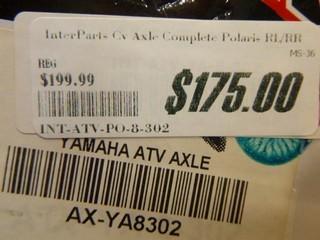 InterParts Cv Axle Complete Polaris RL/RR
MS-36
REG
$199.99
$175.00
INT-ATV-PO-8-302
YAMAHA ATV AXLE
AX-YA8302